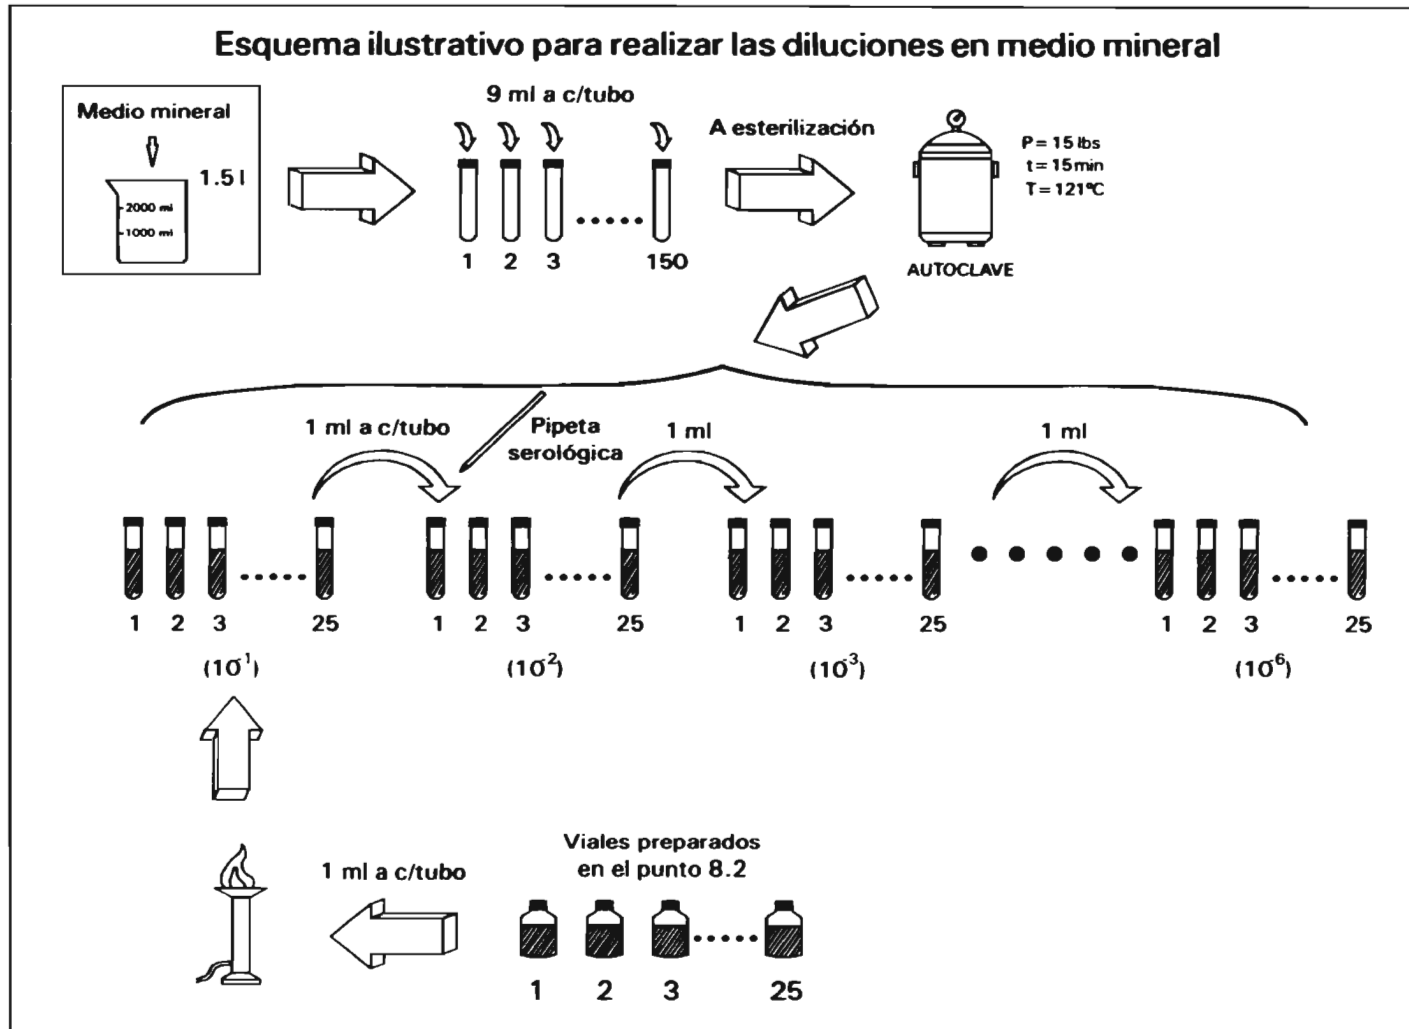 Esquema ilustrativo para realizar las diluciones en medio mineral
Medio mineral
1.5 l
2000 ml
1000 ml
9 ml a c/tubo
1 2 3 150
A esterilización
P = 15 lbs
t = 15 min
T = 121ºC
AUTOCLAVE
1 ml a c/tubo
Pipeta
serológica
1 ml
1 ml
1 2 3 25
1 2 3 25
1 2 3 25
1 2 3 25
(10⁻¹)
(10⁻²)
(10⁻³)
(10⁻⁶)
1 ml a c/tubo
Viales preparados
en el punto 8.2
1 2 3 25